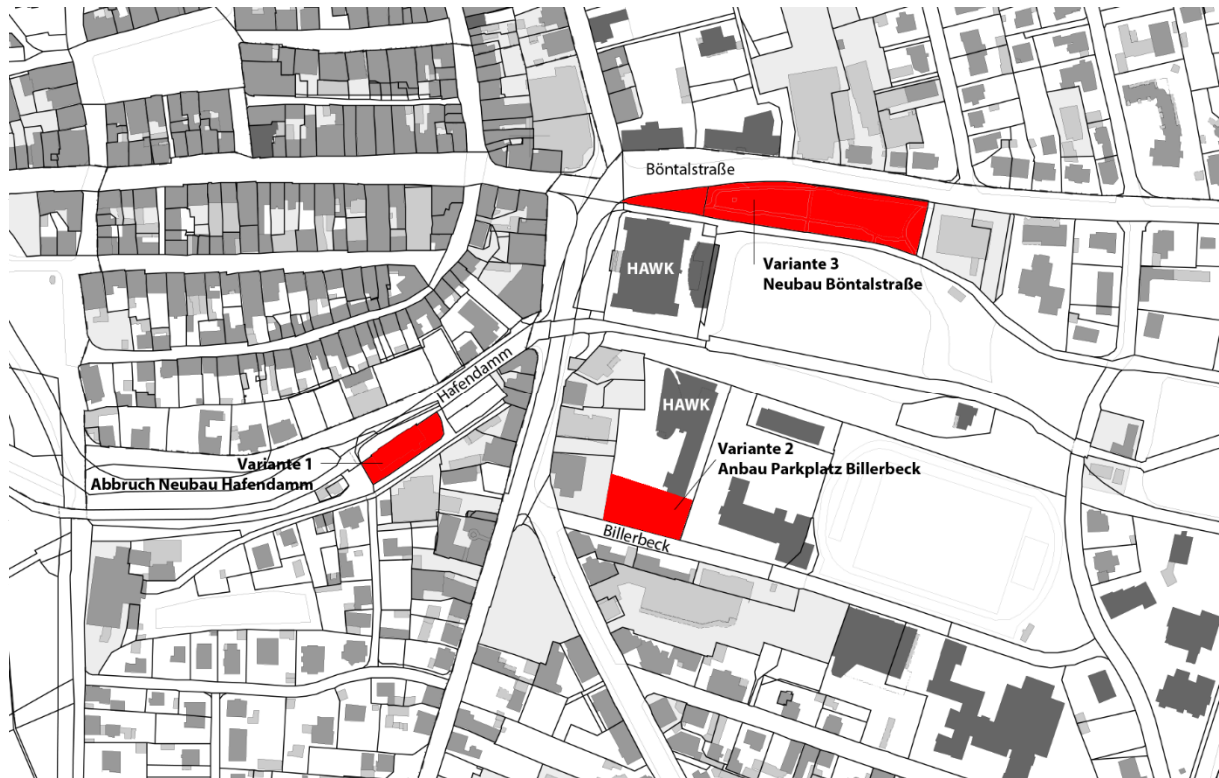 Böntalstraße
HAWK
Variante 3
Neubau Böntalstraße
Hafendamm
HAWK
Variante 1
Abbruch Neubau Hafendamm
Variante 2
Anbau Parkplatz Billerbeck
Billerbeck